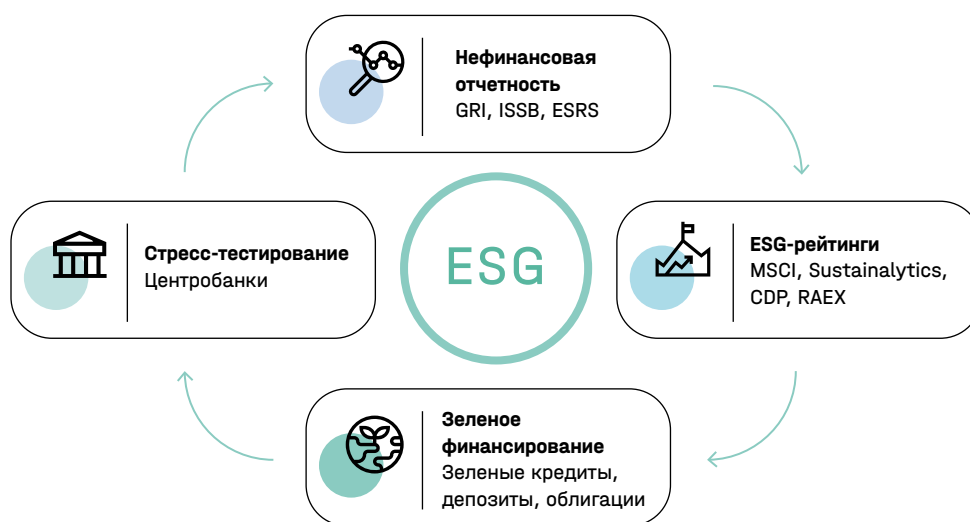 Нефинансовая
отчетность
GRI, ISSB, ESRS
Стресс-тестирование
Центробанки
ESG
ESG-рейтинги
MSCI, Sustainalytics,
CDP, RAEX
Зеленое
финансирование
Зеленые кредиты,
депозиты, облигации